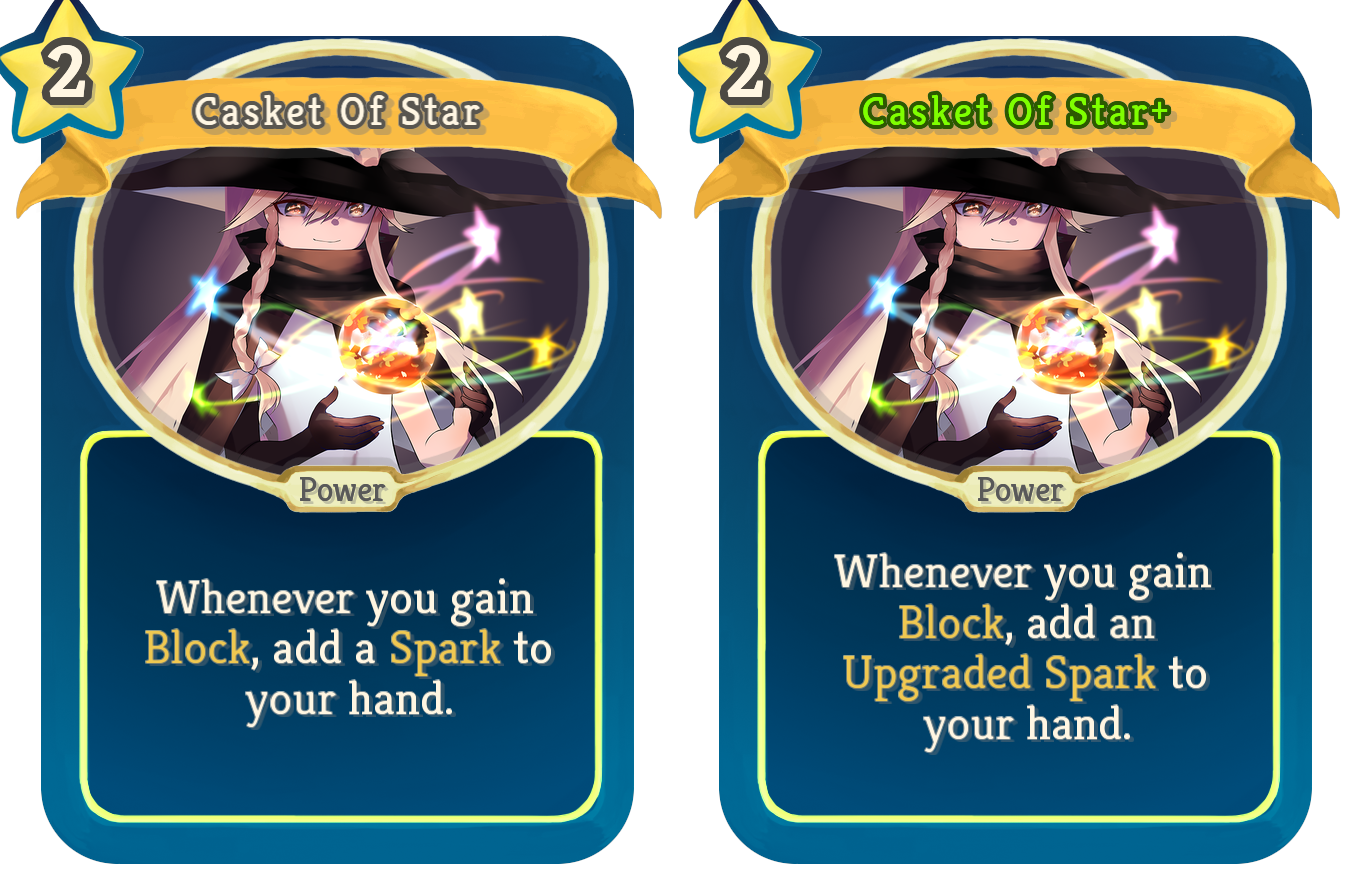 2
Casket Of Star
Power
Whenever you gain
Block, add a Spark to
your hand.
2
Casket Of Star+
Power
Whenever you gain
Block, add an
Upgraded Spark to
your hand.